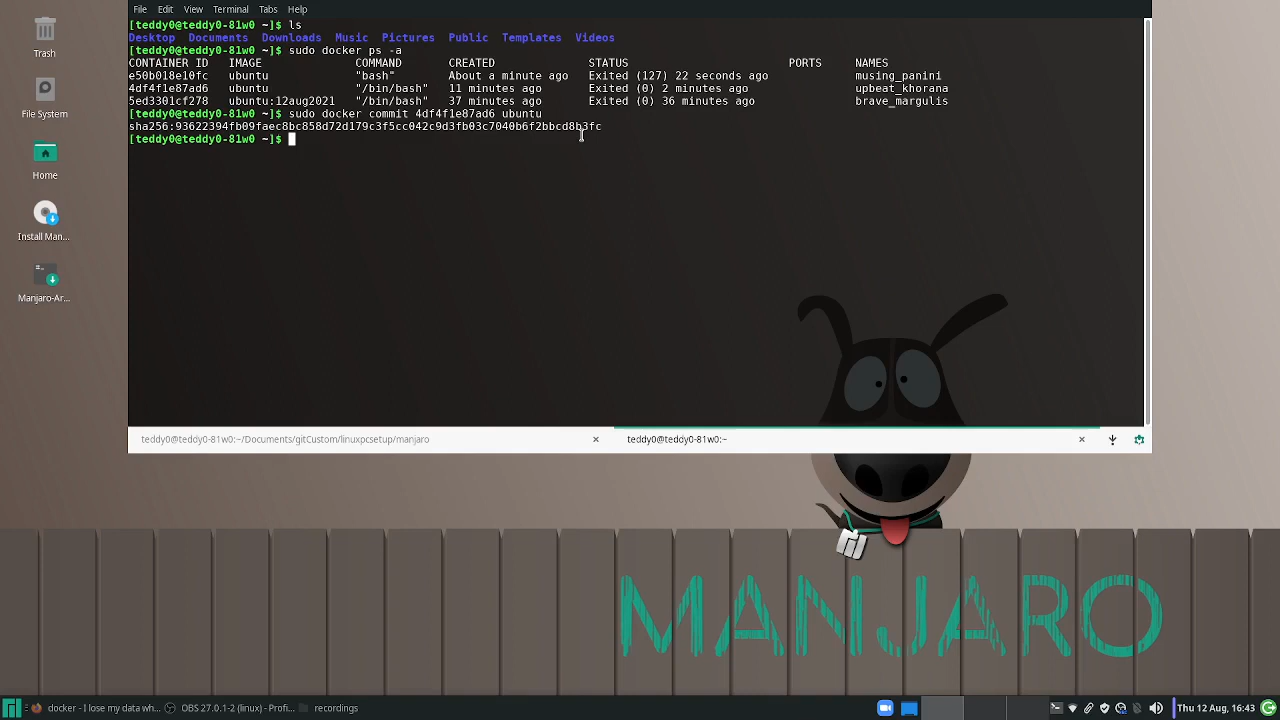 File Edit View Terminal Tabs Help
[teddy0@teddy0-81w0 ~]$ ls
Desktop Documents Downloads Music Pictures Public Templates Videos
[teddy0@teddy0-81w0 ~]$ sudo docker ps -a
CONTAINER ID IMAGE COMMAND CREATED STATUS PORTS NAMES
e50b018e10fc ubuntu "bash" About a minute ago Exited (127) 22 seconds ago musing_panini
4df4f1e87ad6 ubuntu "/bin/bash" 11 minutes ago Exited (0) 2 minutes ago upbeat_khorana
5ed3301cf278 ubuntu:12aug2021 "/bin/bash" 37 minutes ago Exited (0) 36 minutes ago brave_margulis
[teddy0@teddy0-81w0 ~]$ sudo docker commit 4df4f1e87ad6 ubuntu
sha256:93622394fb09faec8bc858d72d179c3f5cc042c9d3fb03c7040b6f2bbcd8b3fc
[teddy0@teddy0-81w0 ~]$
Trash
File System
Home
Install Man...
Manjaro-Ar...
teddy0@teddy0-81w0:~/Documents/gitCustom/linuxpcsetup/manjaro
teddy0@teddy0-81w0:~
MANJARO
docker - I lose my data wh...
OBS 27.0.1-2 (linux) - Profi...
recordings
Thu 12 Aug, 16:43